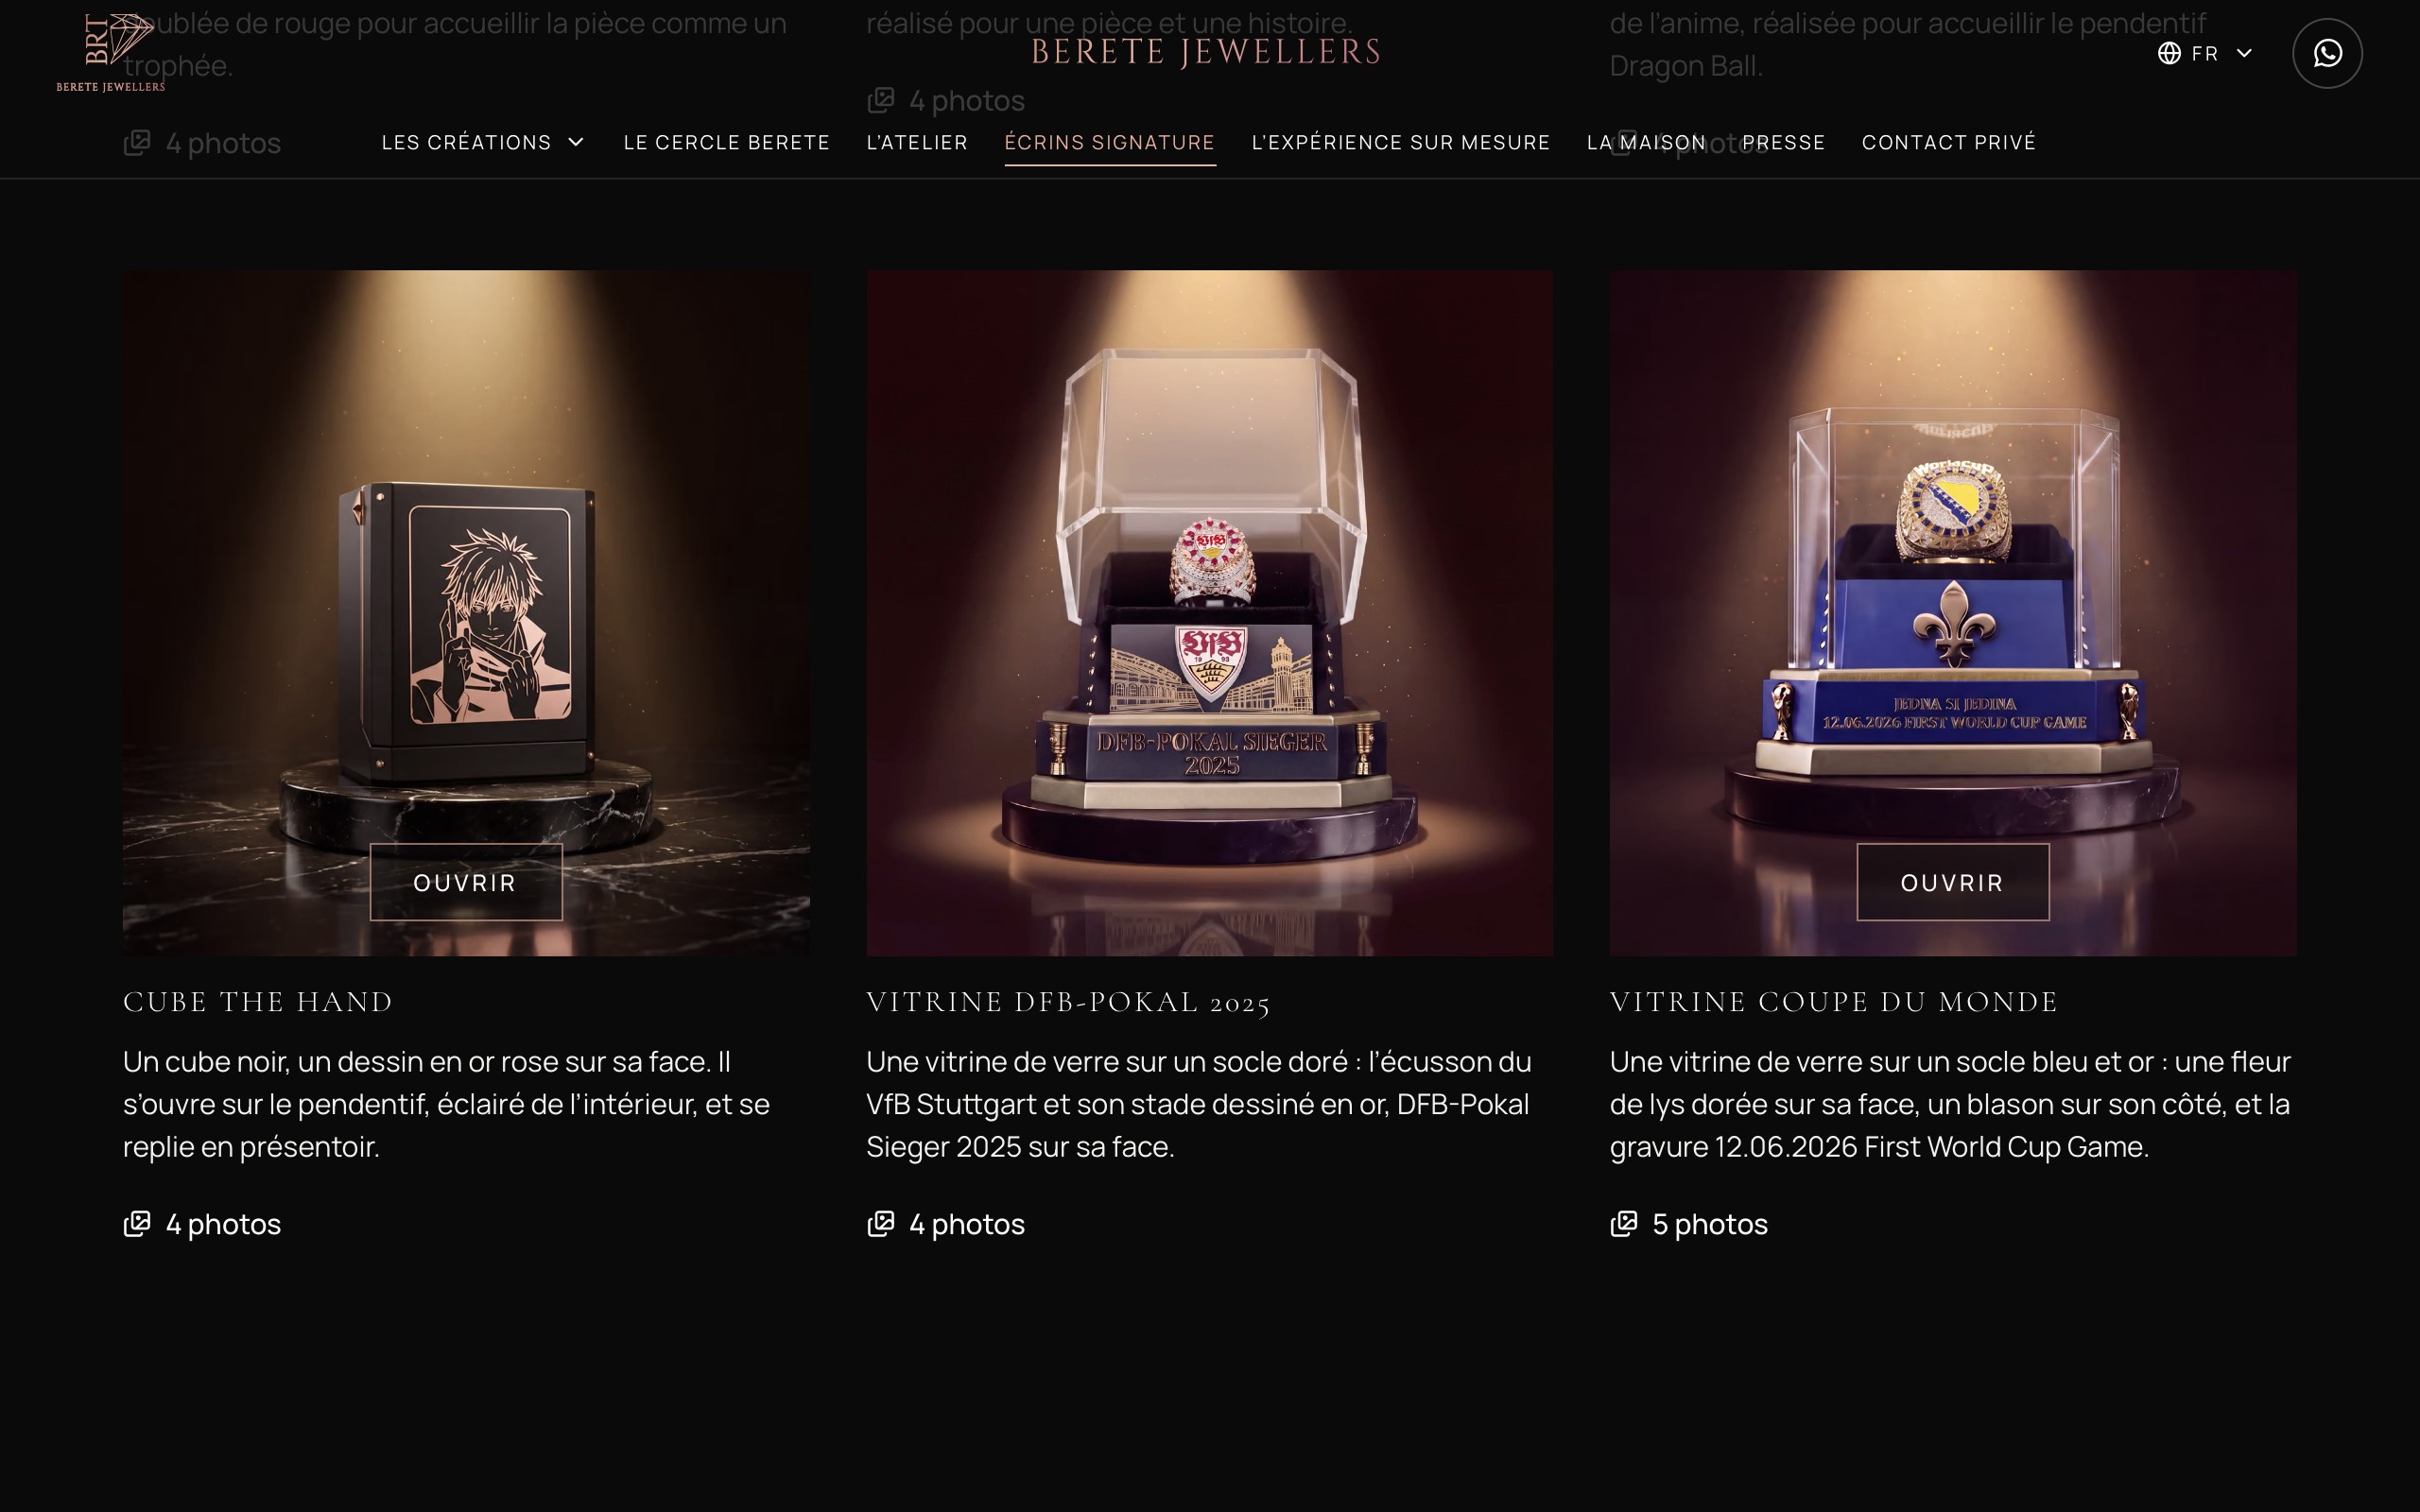 doublée de rouge pour accueillir la pièce comme un
trophée.
4 photos
réalisé pour une pièce et une histoire.
4 photos
de l’anime, réalisée pour accueillir le pendentif
Dragon Ball.
4 photos
BRT
BERETE JEWELLERS
BERETE JEWELLERS
FR
LES CRÉATIONS
LE CERCLE BERETE
L’ATELIER
ÉCRINS SIGNATURE
L’EXPÉRIENCE SUR MESURE
LA MAISON
PRESSE
CONTACT PRIVÉ
OUVRIR
CUBE THE HAND
Un cube noir, un dessin en or rose sur sa face. Il
s’ouvre sur le pendentif, éclairé de l’intérieur, et se
replie en présentoir.
4 photos
VfB
VfB
1893
DFB-POKAL SIEGER
2025
VITRINE DFB-POKAL 2025
Une vitrine de verre sur un socle doré : l’écusson du
VfB Stuttgart et son stade dessiné en or, DFB-Pokal
Sieger 2025 sur sa face.
4 photos
WORLDCUP
JEDNA SI JEDINA
12.06.2026 FIRST WORLD CUP GAME
OUVRIR
VITRINE COUPE DU MONDE
Une vitrine de verre sur un socle bleu et or : une fleur
de lys dorée sur sa face, un blason sur son côté, et la
gravure 12.06.2026 First World Cup Game.
5 photos